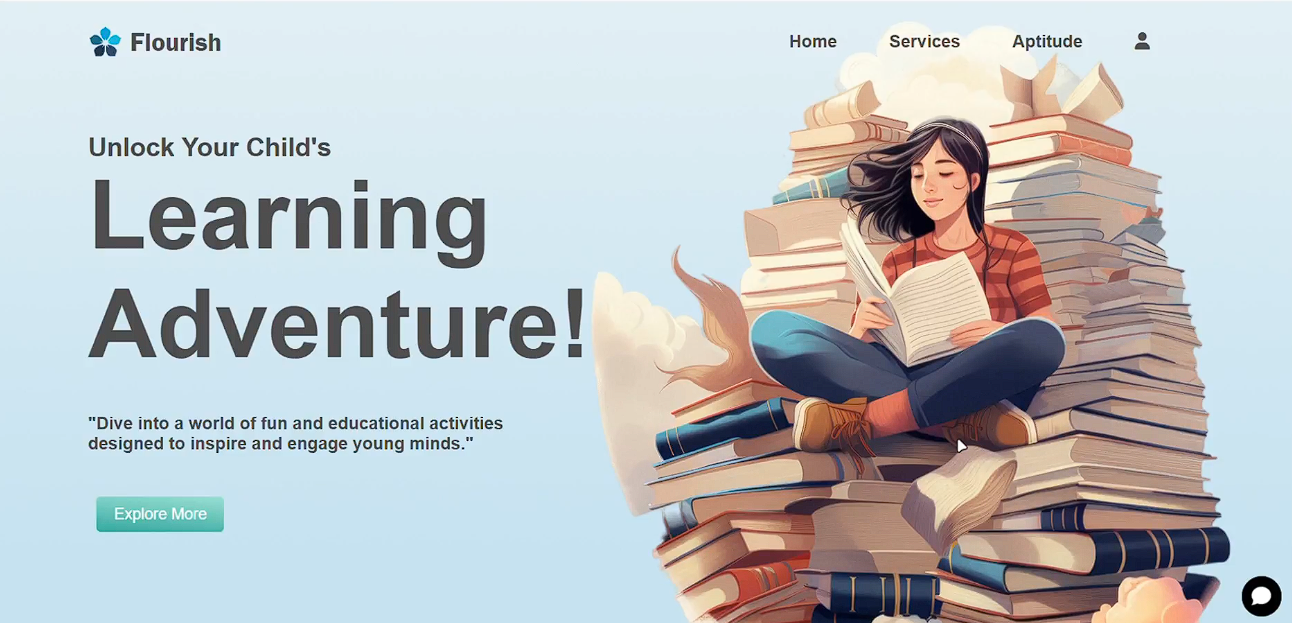 Flourish
Home Services Aptitude
Unlock Your Child's
Learning
Adventure!
"Dive into a world of fun and educational activities
designed to inspire and engage young minds."
Explore More